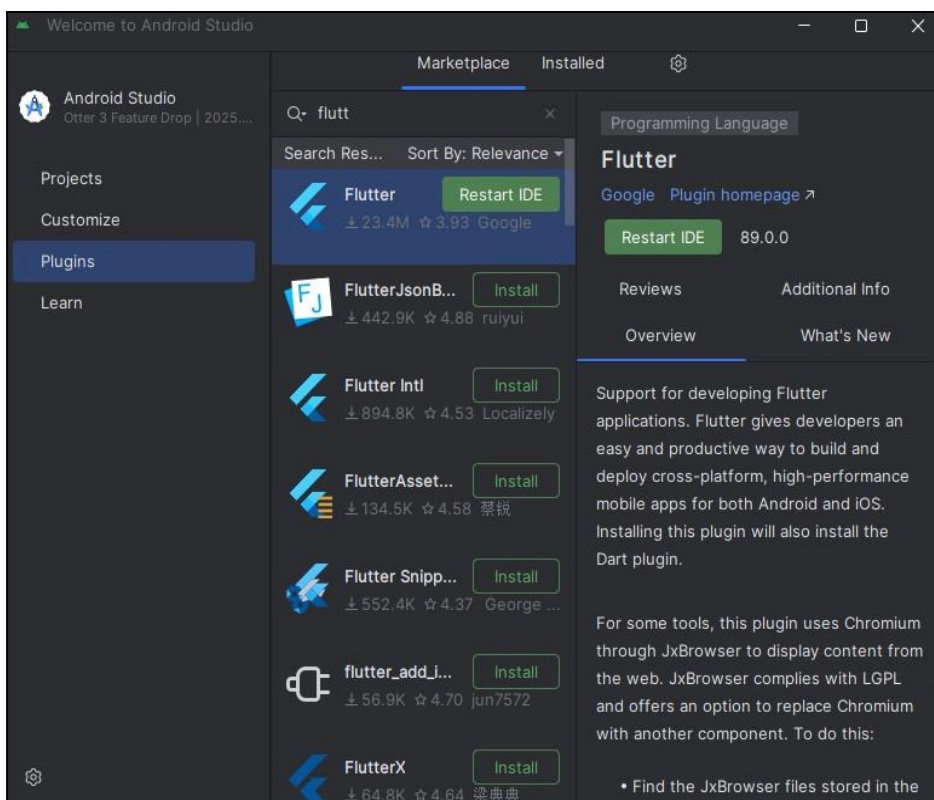 Welcome to Android Studio
Android Studio
Otter 3 Feature Drop | 2025....
Projects
Customize
Plugins
Learn
Marketplace
Installed
flutt
Search Res...
Sort By: Relevance
Flutter
Restart IDE
23.4M 3.93 Google
FlutterJsonB...
Install
442.9K 4.88 ruiyui
Flutter Intl
Install
894.8K 4.53 Localizely
FlutterAsset...
Install
134.5K 4.58 蔡锐
Flutter Snipp...
Install
552.4K 4.37 George ...
flutter_add_i...
Install
56.9K 4.70 jun7572
FlutterX
Install
64.8K 4.64 梁典典
Programming Language
Flutter
Google Plugin homepage
Restart IDE 89.0.0
Reviews
Additional Info
Overview
What's New
Support for developing Flutter
applications. Flutter gives developers an
easy and productive way to build and
deploy cross-platform, high-performance
mobile apps for both Android and iOS.
Installing this plugin will also install the
Dart plugin.
For some tools, this plugin uses Chromium
through JxBrowser to display content from
the web. JxBrowser complies with LGPL
and offers an option to replace Chromium
with another component. To do this:
• Find the JxBrowser files stored in the